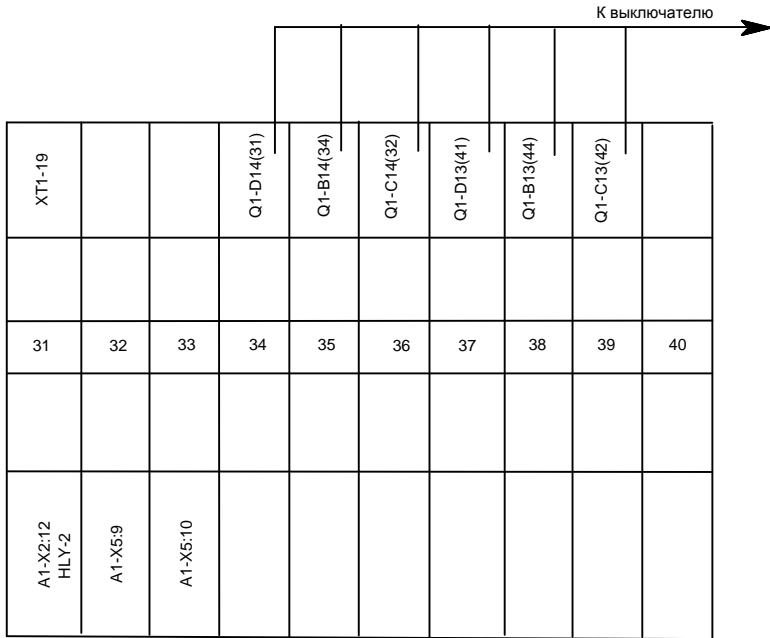 К выключателю
XT1-19
Q1-D14(31)
Q1-B14(34)
Q1-C14(32)
Q1-D13(41)
Q1-B13(44)
Q1-C13(42)
31
32
33
34
35
36
37
38
39
40
A1-X2:12
HLY-2
A1-X5:9
A1-X5:10